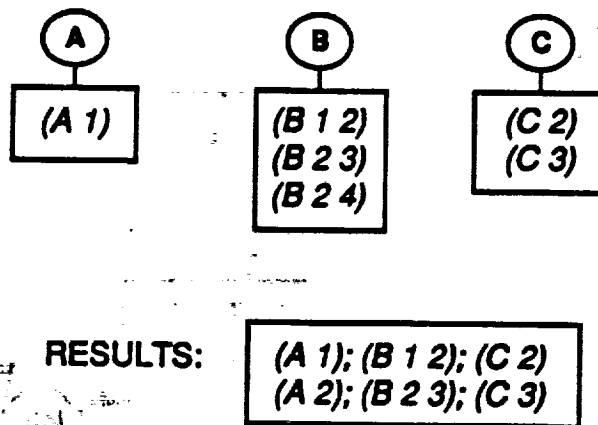 A B C
(A 1) (B 1 2) (C 2)
(B 2 3) (C 3)
(B 2 4)
RESULTS: (A 1); (B 1 2); (C 2)
(A 2); (B 2 3); (C 3)